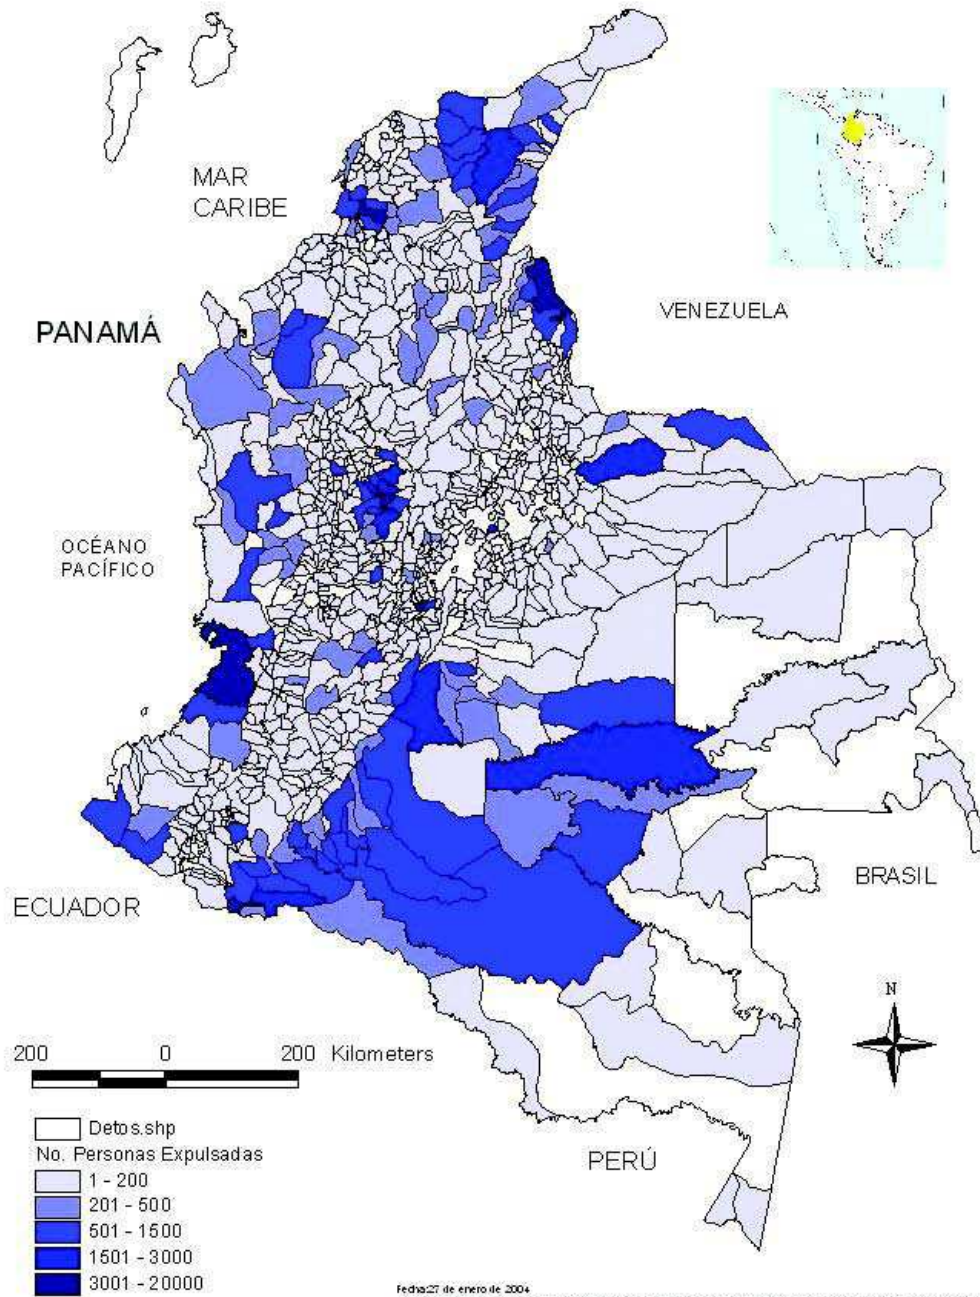 MAR
CARIBE
PANAMÁ
VENEZUELA
OCÉANO
PACÍFICO
BRASIL
ECUADOR
N
200 0 200 Kilometers
PERÚ
Detos.shp
No. Personas Expulsadas
1 - 200
201 - 500
501 - 1500
1501 - 3000
3001 - 20000
Fecha:27 de enero de 2004